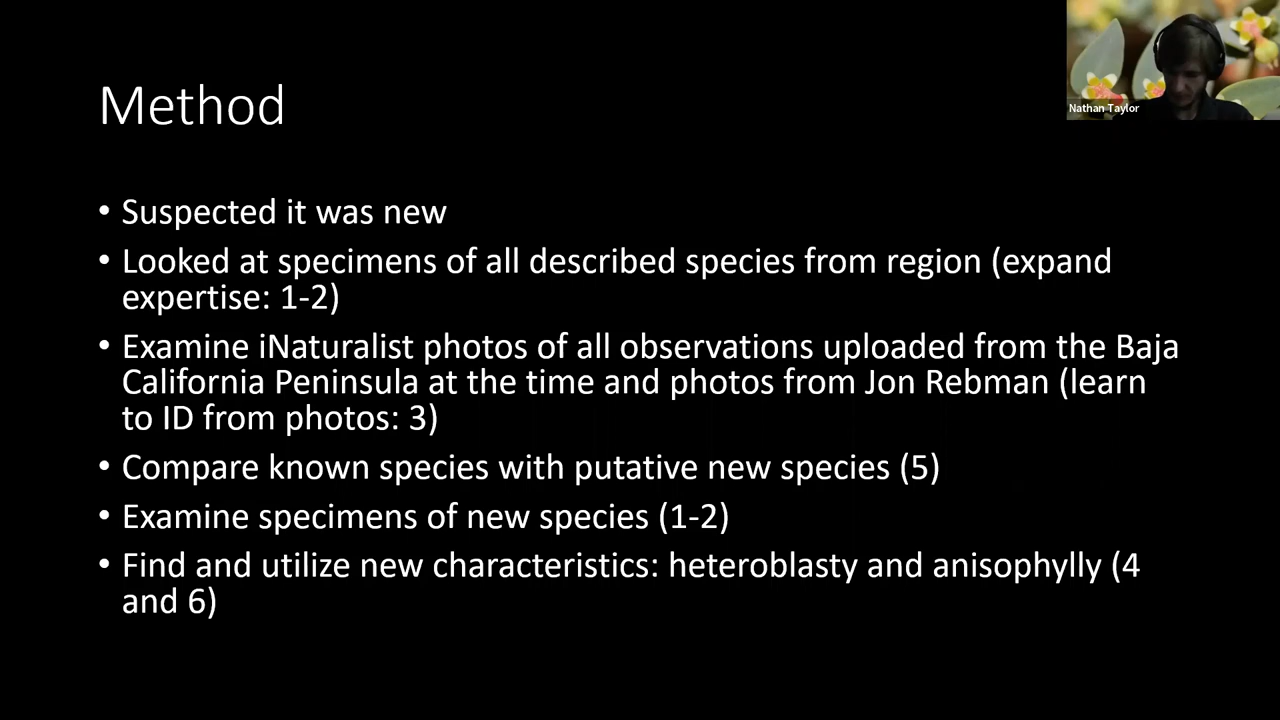 Method
Nathan Taylor
• Suspected it was new
• Looked at specimens of all described species from region (expand
expertise: 1-2)
• Examine iNaturalist photos of all observations uploaded from the Baja
California Peninsula at the time and photos from Jon Rebman (learn
to ID from photos: 3)
• Compare known species with putative new species (5)
• Examine specimens of new species (1-2)
• Find and utilize new characteristics: heteroblasty and anisophylly (4
and 6)